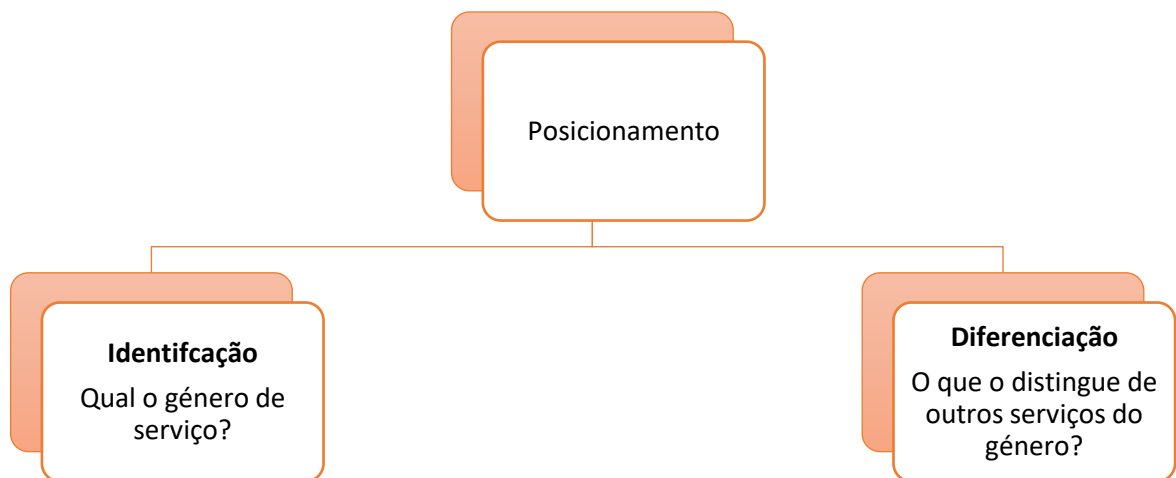 Posicionamento
Identifcação
Qual o género de
serviço?
Diferenciação
O que o distingue de
outros serviços do
género?